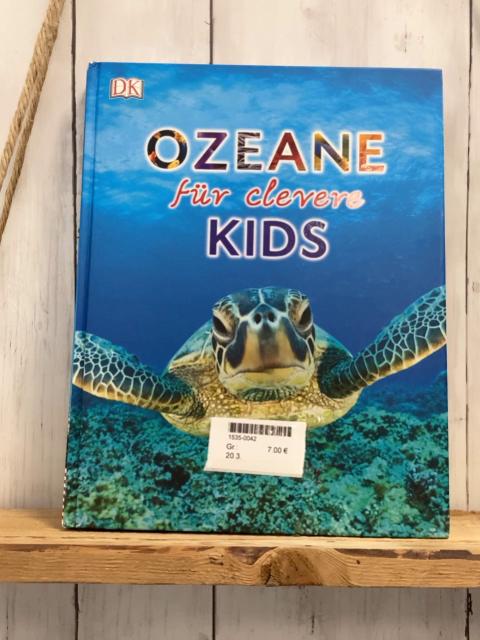 DK
OZEANE
für clevere
KIDS
1535-0042
Gr. 7.00 €
20.3.